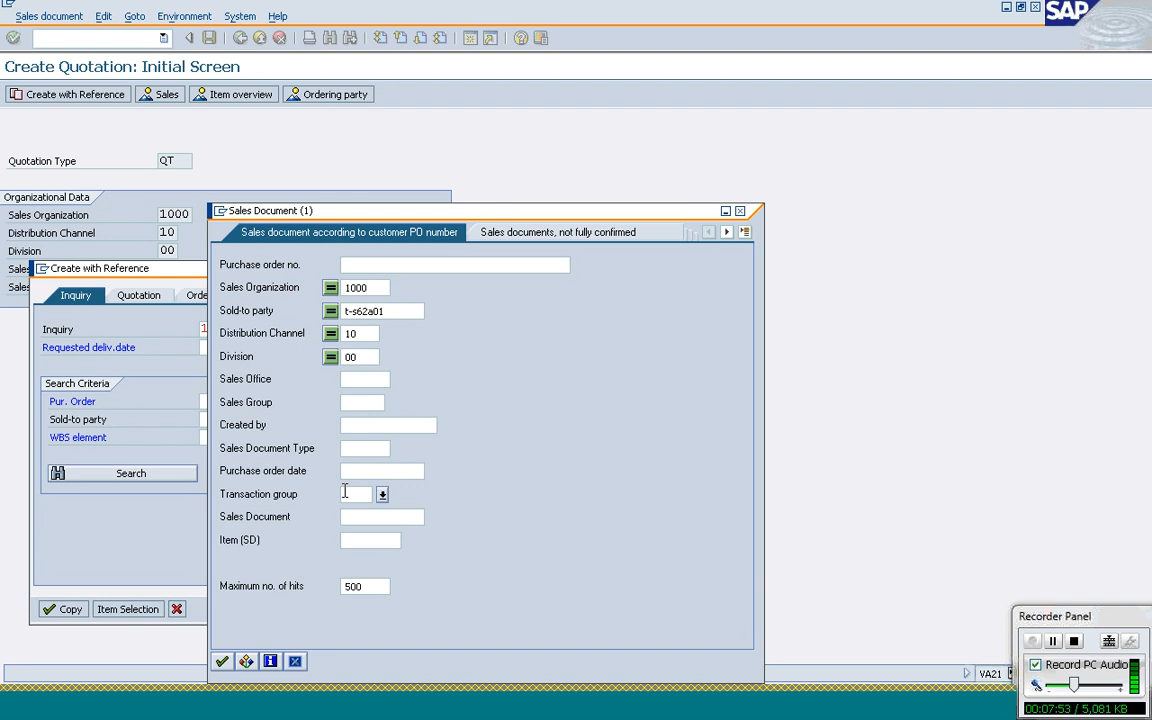 Sales document Edit Goto Environment System Help
SAP
Create Quotation: Initial Screen
Create with Reference Sales Item overview Ordering party
Quotation Type QT
Organizational Data
Sales Organization 1000
Distribution Channel 10
Division 00
Create with Reference
Inquiry Quotation
Inquiry
Requested deliv.date
Search Criteria
Pur. Order
Sold-to party
WBS element
Search
Copy Item Selection
Sales Document (1)
Sales document according to customer PO number Sales documents, not fully confirmed
Purchase order no.
Sales Organization 1000
Sold-to party t-s62a01
Distribution Channel 10
Division 00
Sales Office
Sales Group
Created by
Sales Document Type
Purchase order date
Transaction group
Sales Document
Item (SD)
Maximum no. of hits 500
VA21
Recorder Panel
Record PC Audio
00:07:53 / 5,081 KB